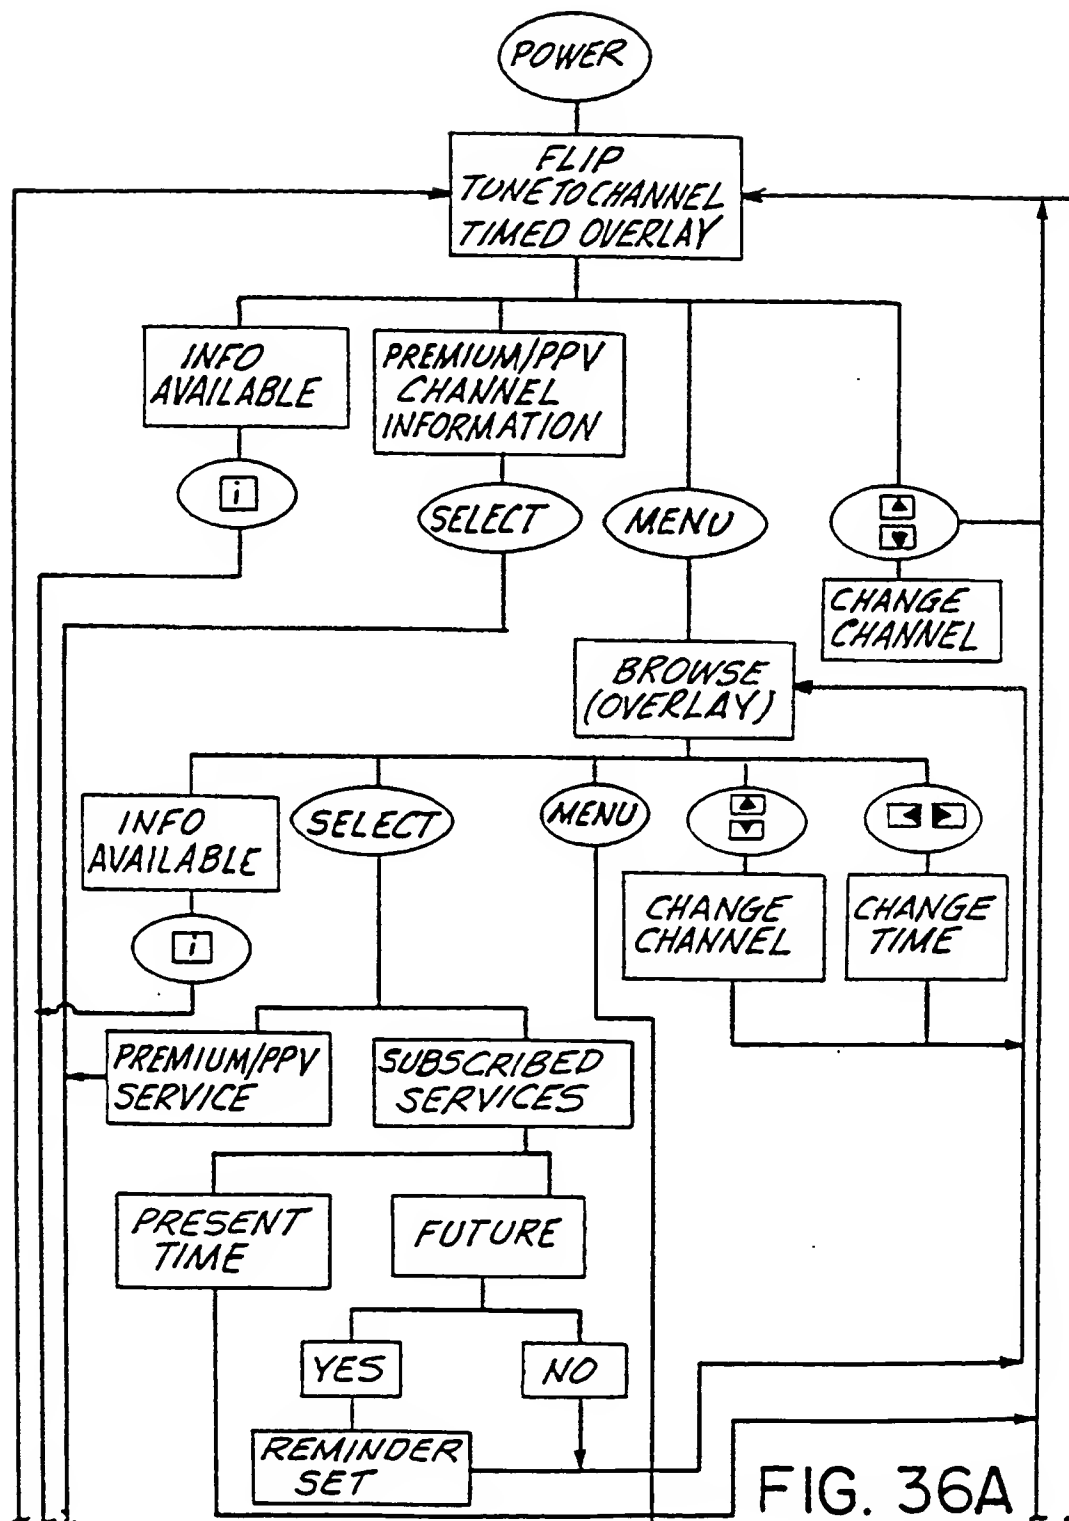 POWER
FLIP
TUNE TO CHANNEL
TIMED OVERLAY
INFO
AVAILABLE
PREMIUM/PPV
CHANNEL
INFORMATION
i
SELECT
MENU
CHANGE
CHANNEL
BROWSE
(OVERLAY)
INFO
AVAILABLE
SELECT
MENU
i
CHANGE
CHANNEL
CHANGE
TIME
PREMIUM/PPV
SERVICE
SUBSCRIBED
SERVICES
PRESENT
TIME
FUTURE
YES
NO
REMINDER
SET
FIG. 36A